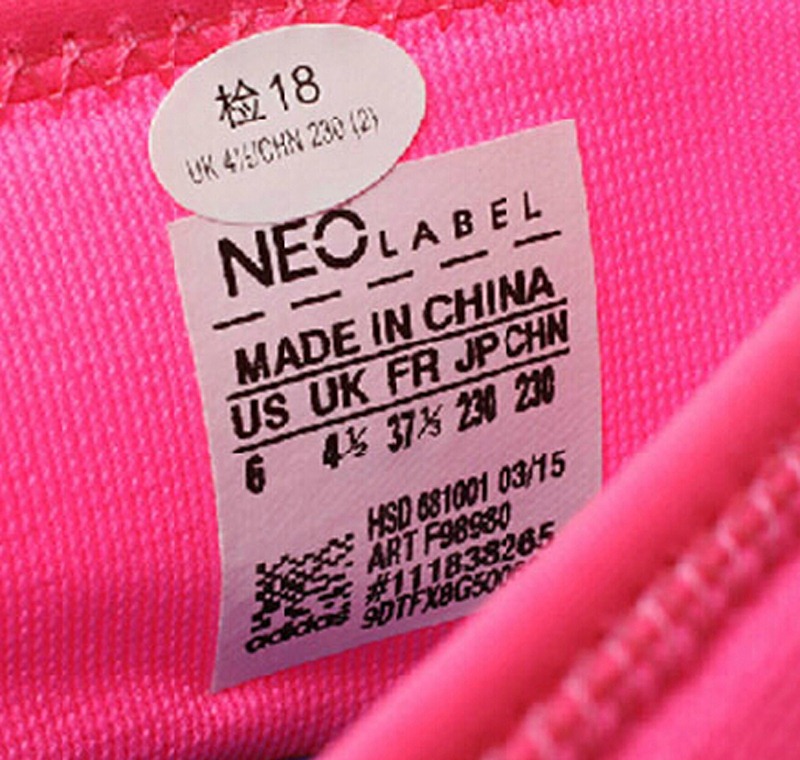 检18
UK 4½/CHN 230 (2)
NEO LABEL
MADE IN CHINA
US UK FR JP CHN
6 4½ 37⅓ 230 230
HSD 681001 03/15
ART F98980
#111838265
adidas